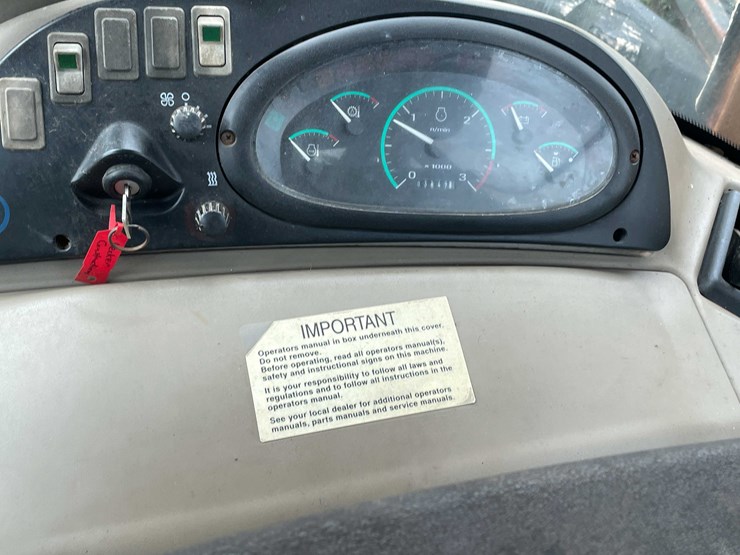 1
2
n/min
× 1000
0
3
IMPORTANT
Operators manual in box underneath this cover.
Do not remove.
Before operating, read all operators manual(s),
safety and instructional signs on this machine.
It is your responsibility to follow all laws and
regulations and to follow all instructions in the
operators manual.
See your local dealer for additional operators
manuals, parts manuals and service manuals